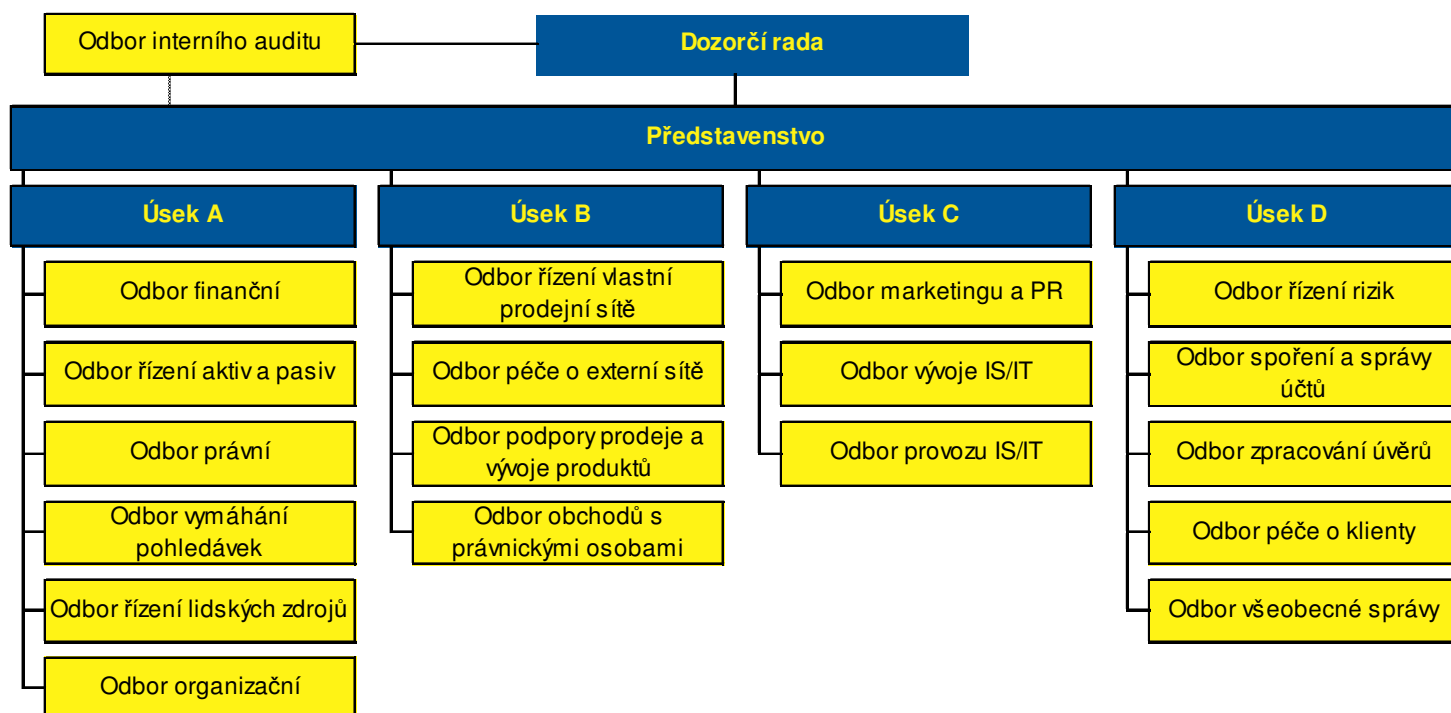 Odbor interního auditu
Dozorčí rada
Představenstvo
Úsek A
Odbor finanční
Odbor řízení aktiv a pasiv
Odbor právní
Odbor vymáhání
pohledávek
Odbor řízení lidských zdrojů
Odbor organizační
Úsek B
Odbor řízení vlastní
prodejní sítě
Odbor péče o externí sítě
Odbor podpory prodeje a
vývoje produktů
Odbor obchodů s
právnickými osobami
Úsek C
Odbor marketingu a PR
Odbor vývoje IS/IT
Odbor provozu IS/IT
Úsek D
Odbor řízení rizik
Odbor spoření a správy
účtů
Odbor zpracování úvěrů
Odbor péče o klienty
Odbor všeobecné správy